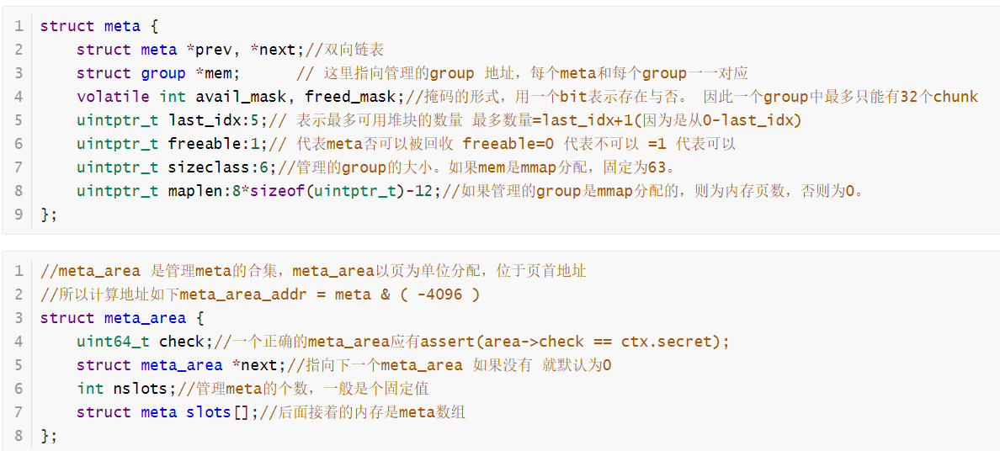 1 struct meta {
2     struct meta *prev, *next;//双向链表
3     struct group *mem;      // 这里指向管理的group 地址，每个meta和每个group一一对应
4     volatile int avail_mask, freed_mask;//掩码的形式，用一个bit表示存在与否。 因此一个group中最多只能有32个chunk
5     uintptr_t last_idx:5;// 表示最多可用堆块的数量 最多数量=last_idx+1(因为是从0-last_idx)
6     uintptr_t freeable:1;// 代表meta否可以被回收 freeable=0 代表不可以 =1 代表可以
7     uintptr_t sizeclass:6;//管理的group的大小。如果mem是mmap分配，固定为63。
8     uintptr_t maplen:8*sizeof(uintptr_t)-12;//如果管理的group是mmap分配的，则为内存页数，否则为0。
9 };
1 //meta_area 是管理meta的合集，meta_area以页为单位分配，位于页首地址
2 //所以计算地址如下meta_area_addr = meta & ( -4096 )
3 struct meta_area {
4     uint64_t check;//一个正确的meta_area应有assert(area->check == ctx.secret);
5     struct meta_area *next;//指向下一个meta_area 如果没有 就默认为0
6     int nslots;//管理meta的个数，一般是个固定值
7     struct meta slots[];//后面接着的内存是meta数组
8 };